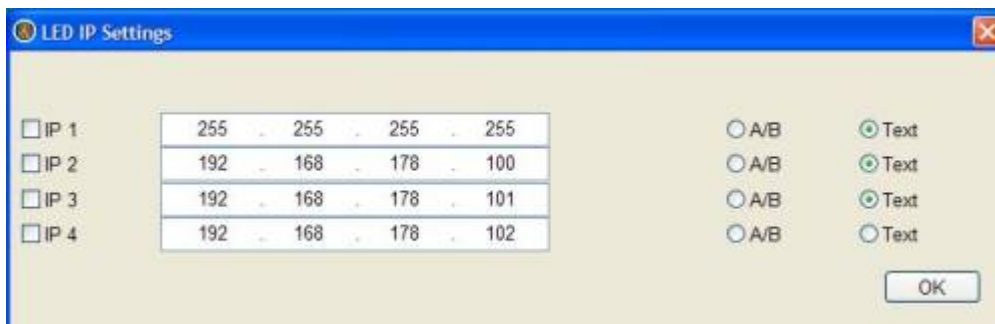 LED IP Settings
IP 1 255 . 255 . 255 . 255 A/B Text
IP 2 192 . 168 . 178 . 100 A/B Text
IP 3 192 . 168 . 178 . 101 A/B Text
IP 4 192 . 168 . 178 . 102 A/B Text
OK